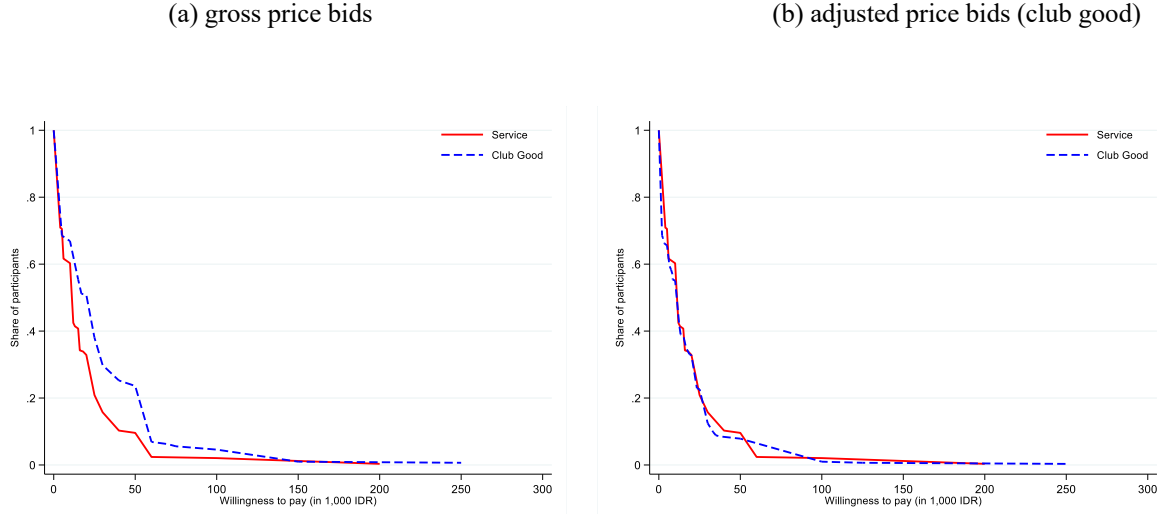 (a) gross price bids
(b) adjusted price bids (club good)
Service
Club Good
1
.8
.6
.4
.2
0
Share of participants
0 50 100 150 200 250 300
Willingness to pay (in 1,000 IDR)
Service
Club Good
1
.8
.6
.4
.2
0
Share of participants
0 50 100 150 200 250 300
Willingness to pay (in 1,000 IDR)